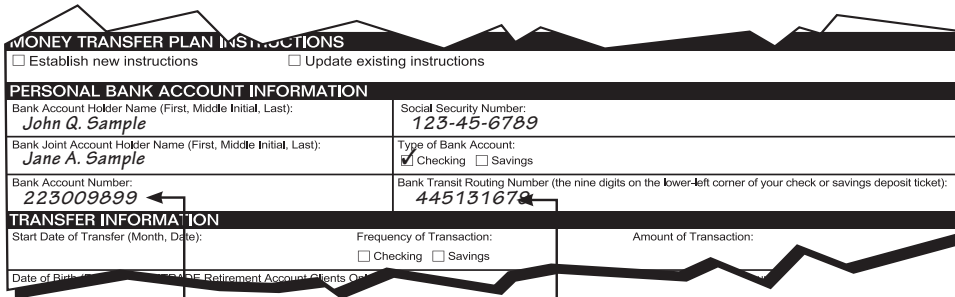 MONEY TRANSFER PLAN INSTRUCTIONS
Establish new instructions Update existing instructions
PERSONAL BANK ACCOUNT INFORMATION
Bank Account Holder Name (First, Middle Initial, Last): Social Security Number:
John Q. Sample 123-45-6789
Bank Joint Account Holder Name (First, Middle Initial, Last): Type of Bank Account:
Jane A. Sample Checking Savings
Bank Account Number: Bank Transit Routing Number (the nine digits on the lower-left corner of your check or savings deposit ticket):
223009899 445131678
TRANSFER INFORMATION
Start Date of Transfer (Month, Date): Frequency of Transaction: Amount of Transaction:
Checking Savings
Date of Birth Retirement Account Clients